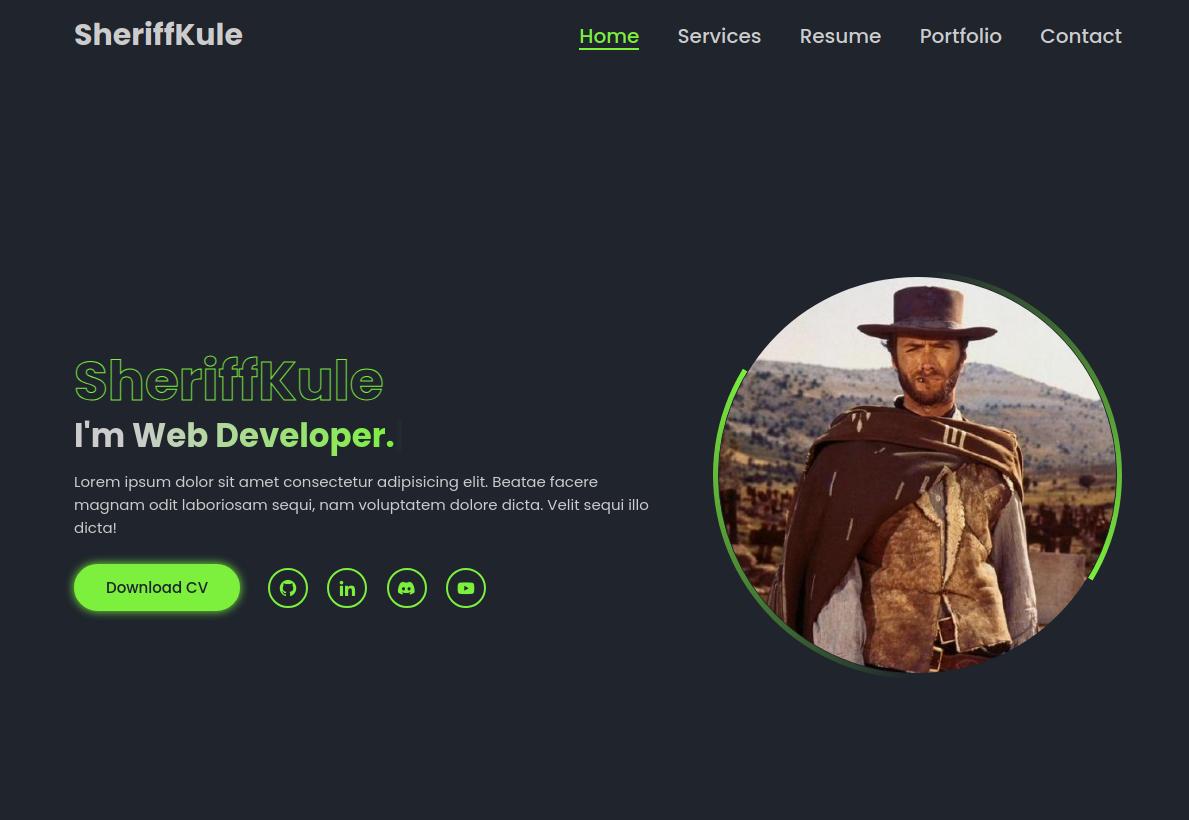 SheriffKule
Home Services Resume Portfolio Contact
SheriffKule
I'm Web Developer.
Lorem ipsum dolor sit amet consectetur adipisicing elit. Beatae facere
magnam odit laboriosam sequi, nam voluptatem dolore dicta. Velit sequi illo
dicta!
Download CV
in